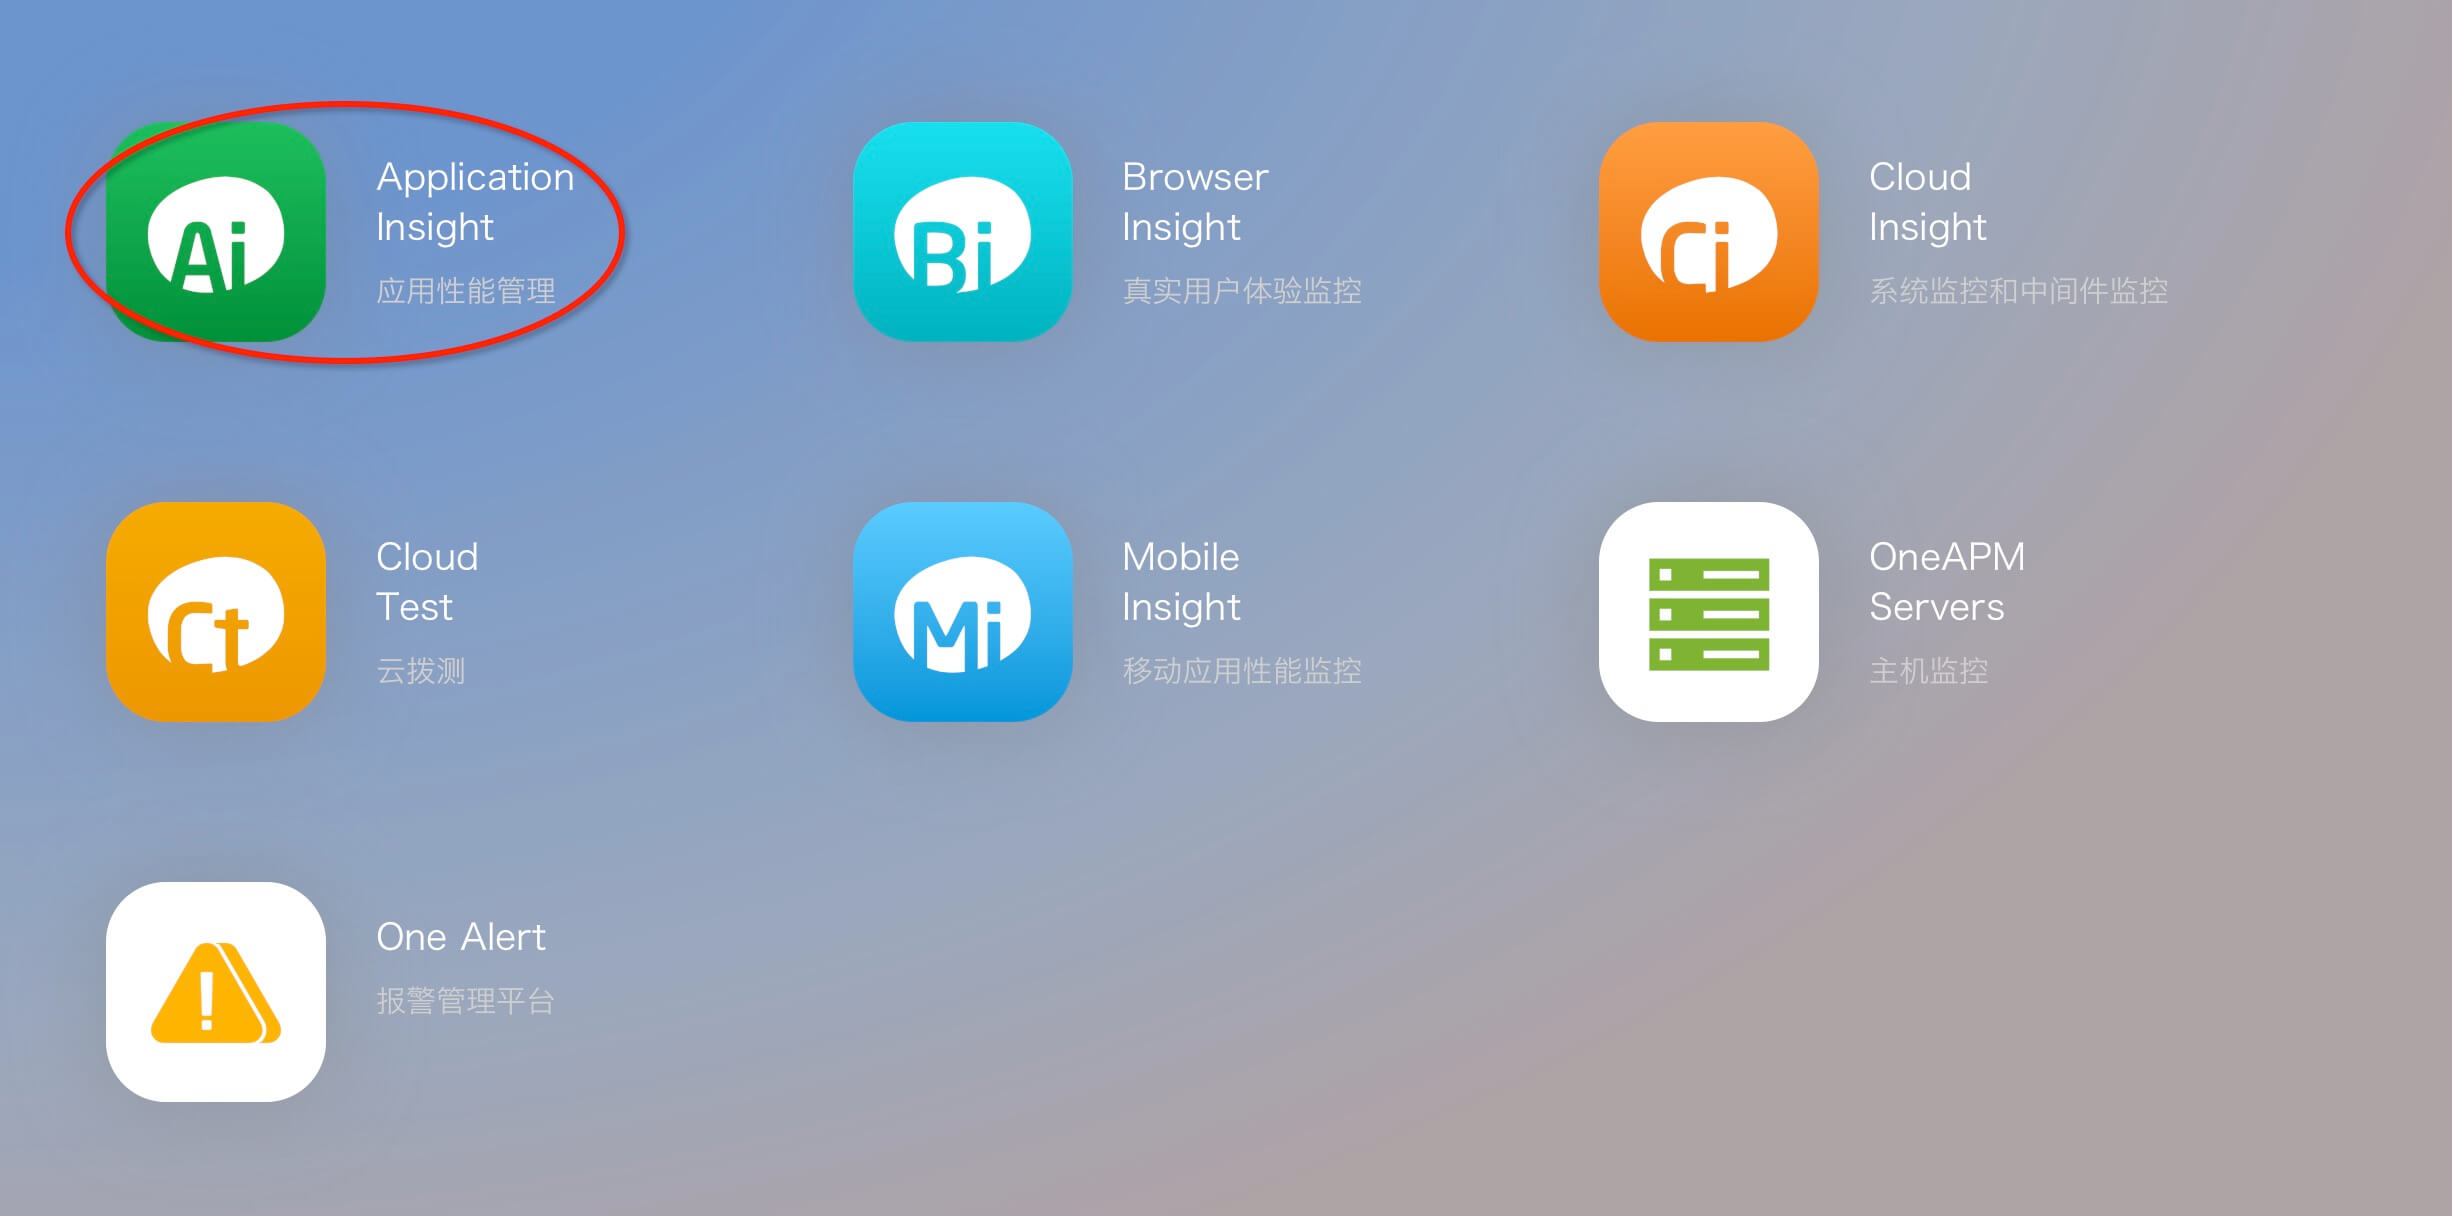 Ai
Application
Insight
应用性能管理
Bi
Browser
Insight
真实用户体验监控
Ci
Cloud
Insight
系统监控和中间件监控
Ct
Cloud
Test
云拨测
Mi
Mobile
Insight
移动应用性能监控
OneAPM
Servers
主机监控
!
One Alert
报警管理平台